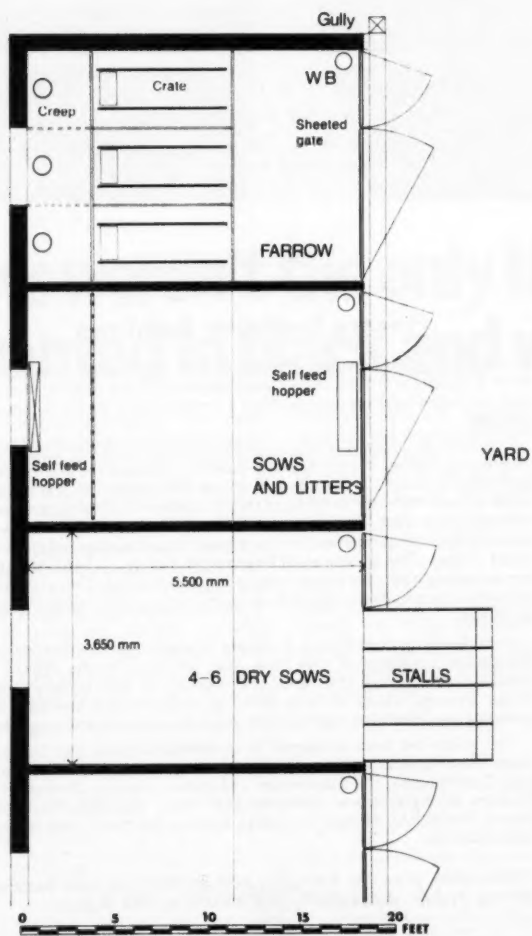 Gully
WB
Crate
Creep
Sheeted
gate
FARROW
Self feed
hopper
Self feed
hopper
SOWS
AND LITTERS
YARD
5.500 mm
3.650 mm
4-6 DRY SOWS
STALLS
0 5 10 15 20
FEET